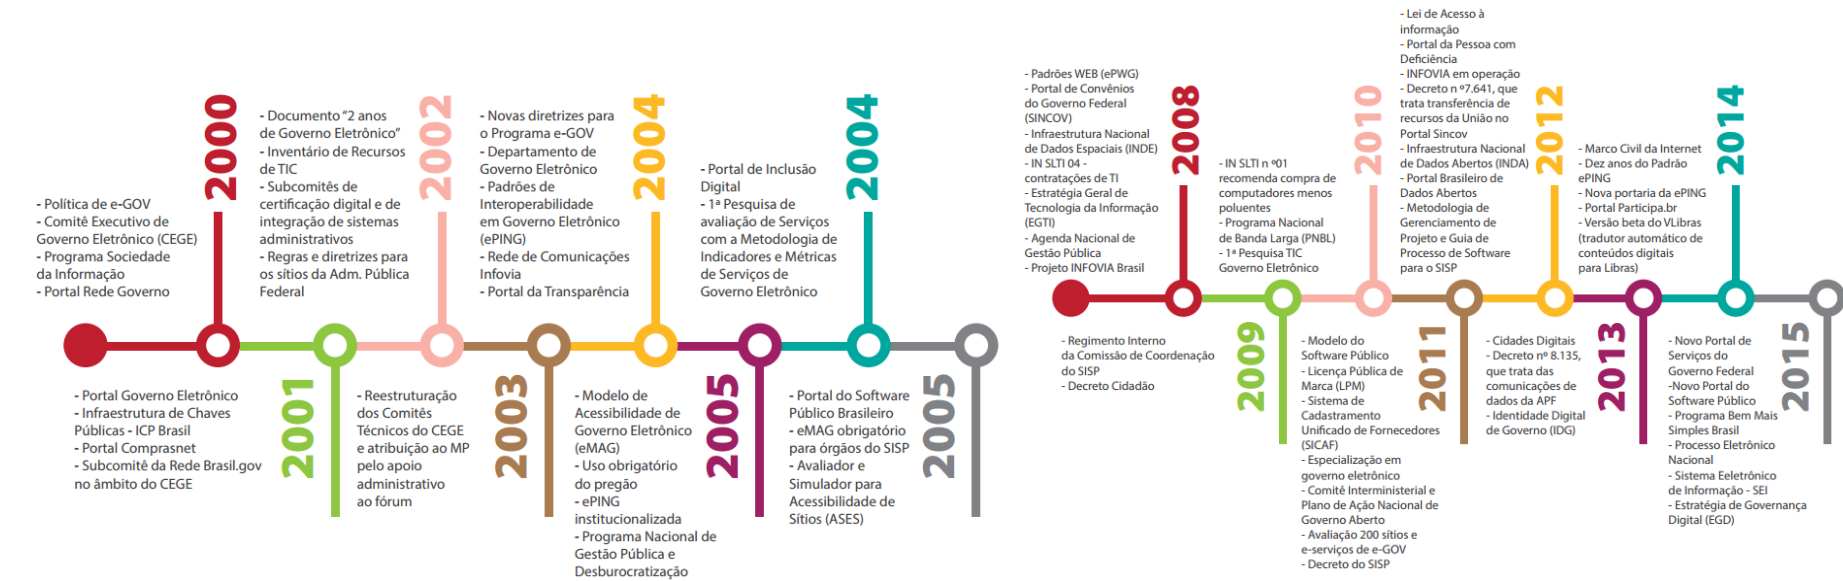 - Política de e-GOV
- Comitê Executivo de
Governo Eletrônico (CEGE)
- Programa Sociedade
da Informação
- Portal Rede Governo
2000
- Portal Governo Eletrônico
- Infraestrutura de Chaves
Públicas - ICP Brasil
- Portal Comprasnet
- Subcomitê da Rede Brasil.gov
no âmbito do CEGE
2001
- Documento "2 anos
de Governo Eletrônico"
- Inventário de Recursos
de TIC
- Subcomitês de
certificação digital e de
integração de sistemas
administrativos
- Regras e diretrizes para
os sítios da Adm. Pública
Federal
2002
- Reestruturação
dos Comitês
Técnicos do CEGE
e atribuição ao MP
pelo apoio
administrativo
ao fórum
2003
- Novas diretrizes para
o Programa e-GOV
- Departamento de
Governo Eletrônico
- Padrões de
Interoperabilidade
em Governo Eletrônico
(ePING)
- Rede de Comunicações
Infovia
- Portal da Transparência
2004
- Modelo de
Acessibilidade de
Governo Eletrônico
(eMAG)
- Uso obrigatório
do pregão
- ePING
institucionalizada
- Programa Nacional de
Gestão Pública e
Desburocratização
2005
- Portal de Inclusão
Digital
- 1ª Pesquisa de
avaliação de Serviços
com a Metodologia de
Indicadores e Métricas
de Serviços de
Governo Eletrônico
2004
- Portal do Software
Público Brasileiro
- eMAG obrigatório
para órgãos do SISP
- Avaliador e
Simulador para
Acessibilidade de
Sítios (ASES)
2005
- Padrões WEB (ePWG)
- Portal de Convênios
do Governo Federal
(SINCOV)
- Infraestrutura Nacional
de Dados Espaciais (INDE)
- IN SLTI 04 -
contratações de TI
- Estratégia Geral de
Tecnologia da Informação
(EGTI)
- Agenda Nacional de
Gestão Pública
- Projeto INFOVIA Brasil
2008
- Regimento Interno
da Comissão de Coordenação
do SISP
- Decreto Cidadão
2009
- IN SLTI n º01
recomenda compra de
computadores menos
poluentes
- Programa Nacional
de Banda Larga (PNBL)
- 1ª Pesquisa TIC
Governo Eletrônico
2010
- Modelo do
Software Público
- Licença Pública de
Marca (LPM)
- Sistema de
Cadastramento
Unificado de Fornecedores
(SICAF)
- Especialização em
governo eletrônico
- Comitê Interministerial e
Plano de Ação Nacional de
Governo Aberto
- Avaliação 200 sítios e
e-serviços de e-GOV
- Decreto do SISP
2011
- Lei de Acesso à
informação
- Portal da Pessoa com
Deficiência
- INFOVIA em operação
- Decreto n º7.641, que
trata transferência de
recursos da União no
Portal Sincov
- Infraestrutura Nacional
de Dados Abertos (INDA)
- Portal Brasileiro de
Dados Abertos
- Metodologia de
Gerenciamento de
Projeto e Guia de
Processo de Software
para o SISP
2012
- Cidades Digitais
- Decreto nº 8.135,
que trata das
comunicações de
dados da APF
- Identidade Digital
de Governo (IDG)
2013
- Marco Civil da Internet
- Dez anos do Padrão
ePING
- Nova portaria da ePING
- Portal Participa.br
- Versão beta do VLibras
(tradutor automático de
conteúdos digitais
para Libras)
2014
- Novo Portal de
Serviços do
Governo Federal
-Novo Portal do
Software Público
- Programa Bem Mais
Simples Brasil
- Processo Eletrônico
Nacional
- Sistema Eeletrônico
de Informação - SEI
- Estratégia de Governança
Digital (EGD)
2015